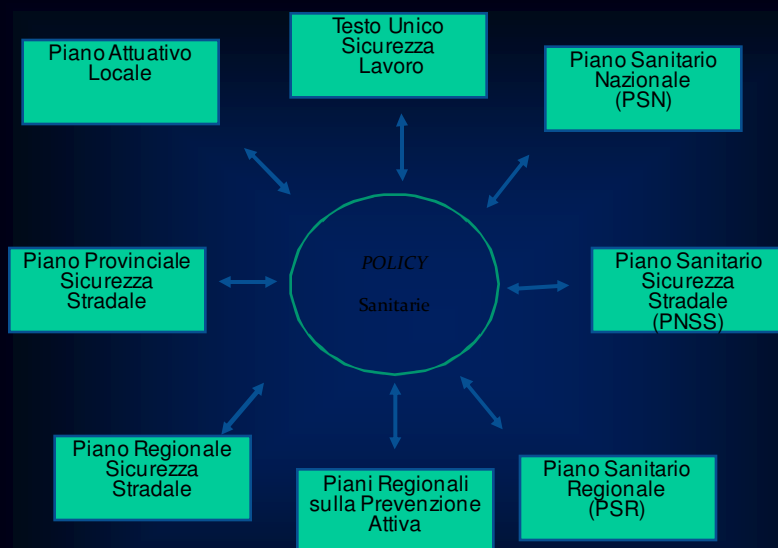 Testo Unico
Sicurezza
Lavoro
Piano Attuativo
Locale
Piano Sanitario
Nazionale
(PSN)
POLICY
Sanitarie
Piano Provinciale
Sicurezza
Stradale
Piano Sanitario
Sicurezza
Stradale
(PNSS)
Piano Regionale
Sicurezza
Stradale
Piani Regionali
sulla Prevenzione
Attiva
Piano Sanitario
Regionale
(PSR)